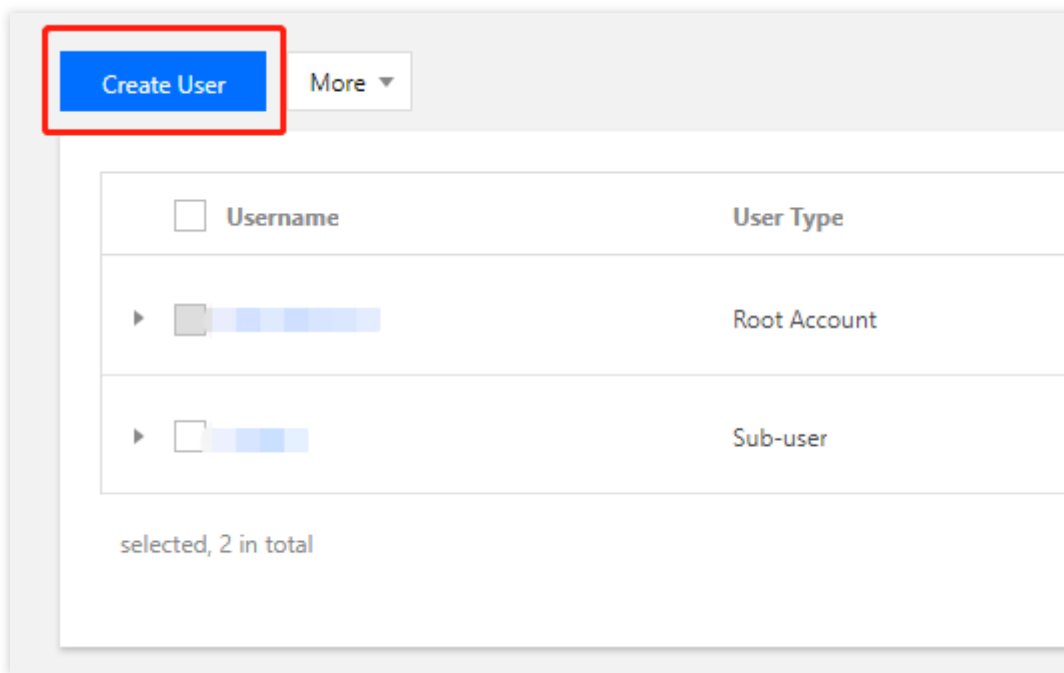 Create User More
Username User Type
Root Account
Sub-user
selected, 2 in total